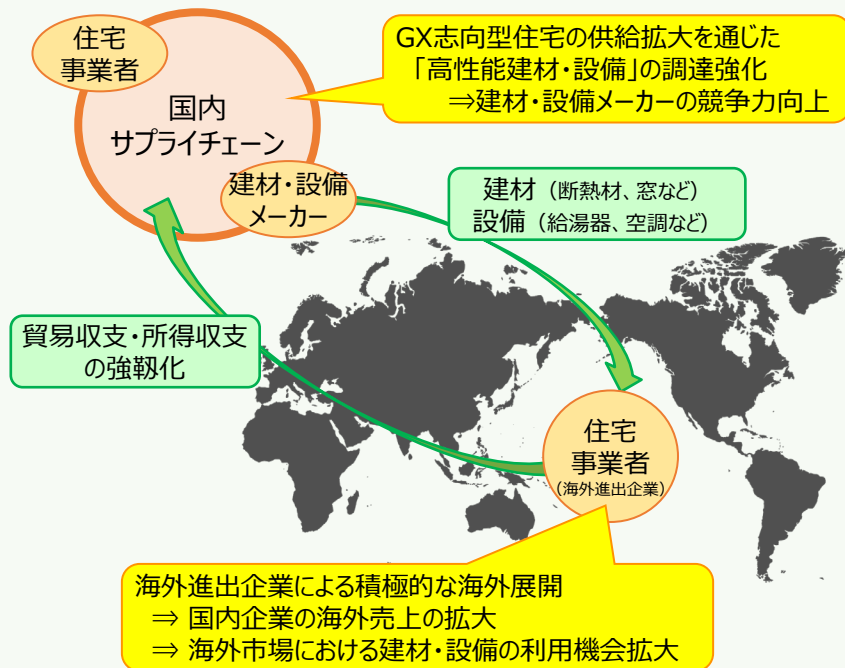 住宅
事業者
国内
サプライチェーン
建材・設備
メーカー
GX志向型住宅の供給拡大を通じた
「高性能建材・設備」の調達強化
⇒建材・設備メーカーの競争力向上
建材（断熱材、窓など）
設備（給湯器、空調など）
貿易収支・所得収支
の強靱化
住宅
事業者
（海外進出企業）
海外進出企業による積極的な海外展開
⇒ 国内企業の海外売上の拡大
⇒ 海外市場における建材・設備の利用機会拡大